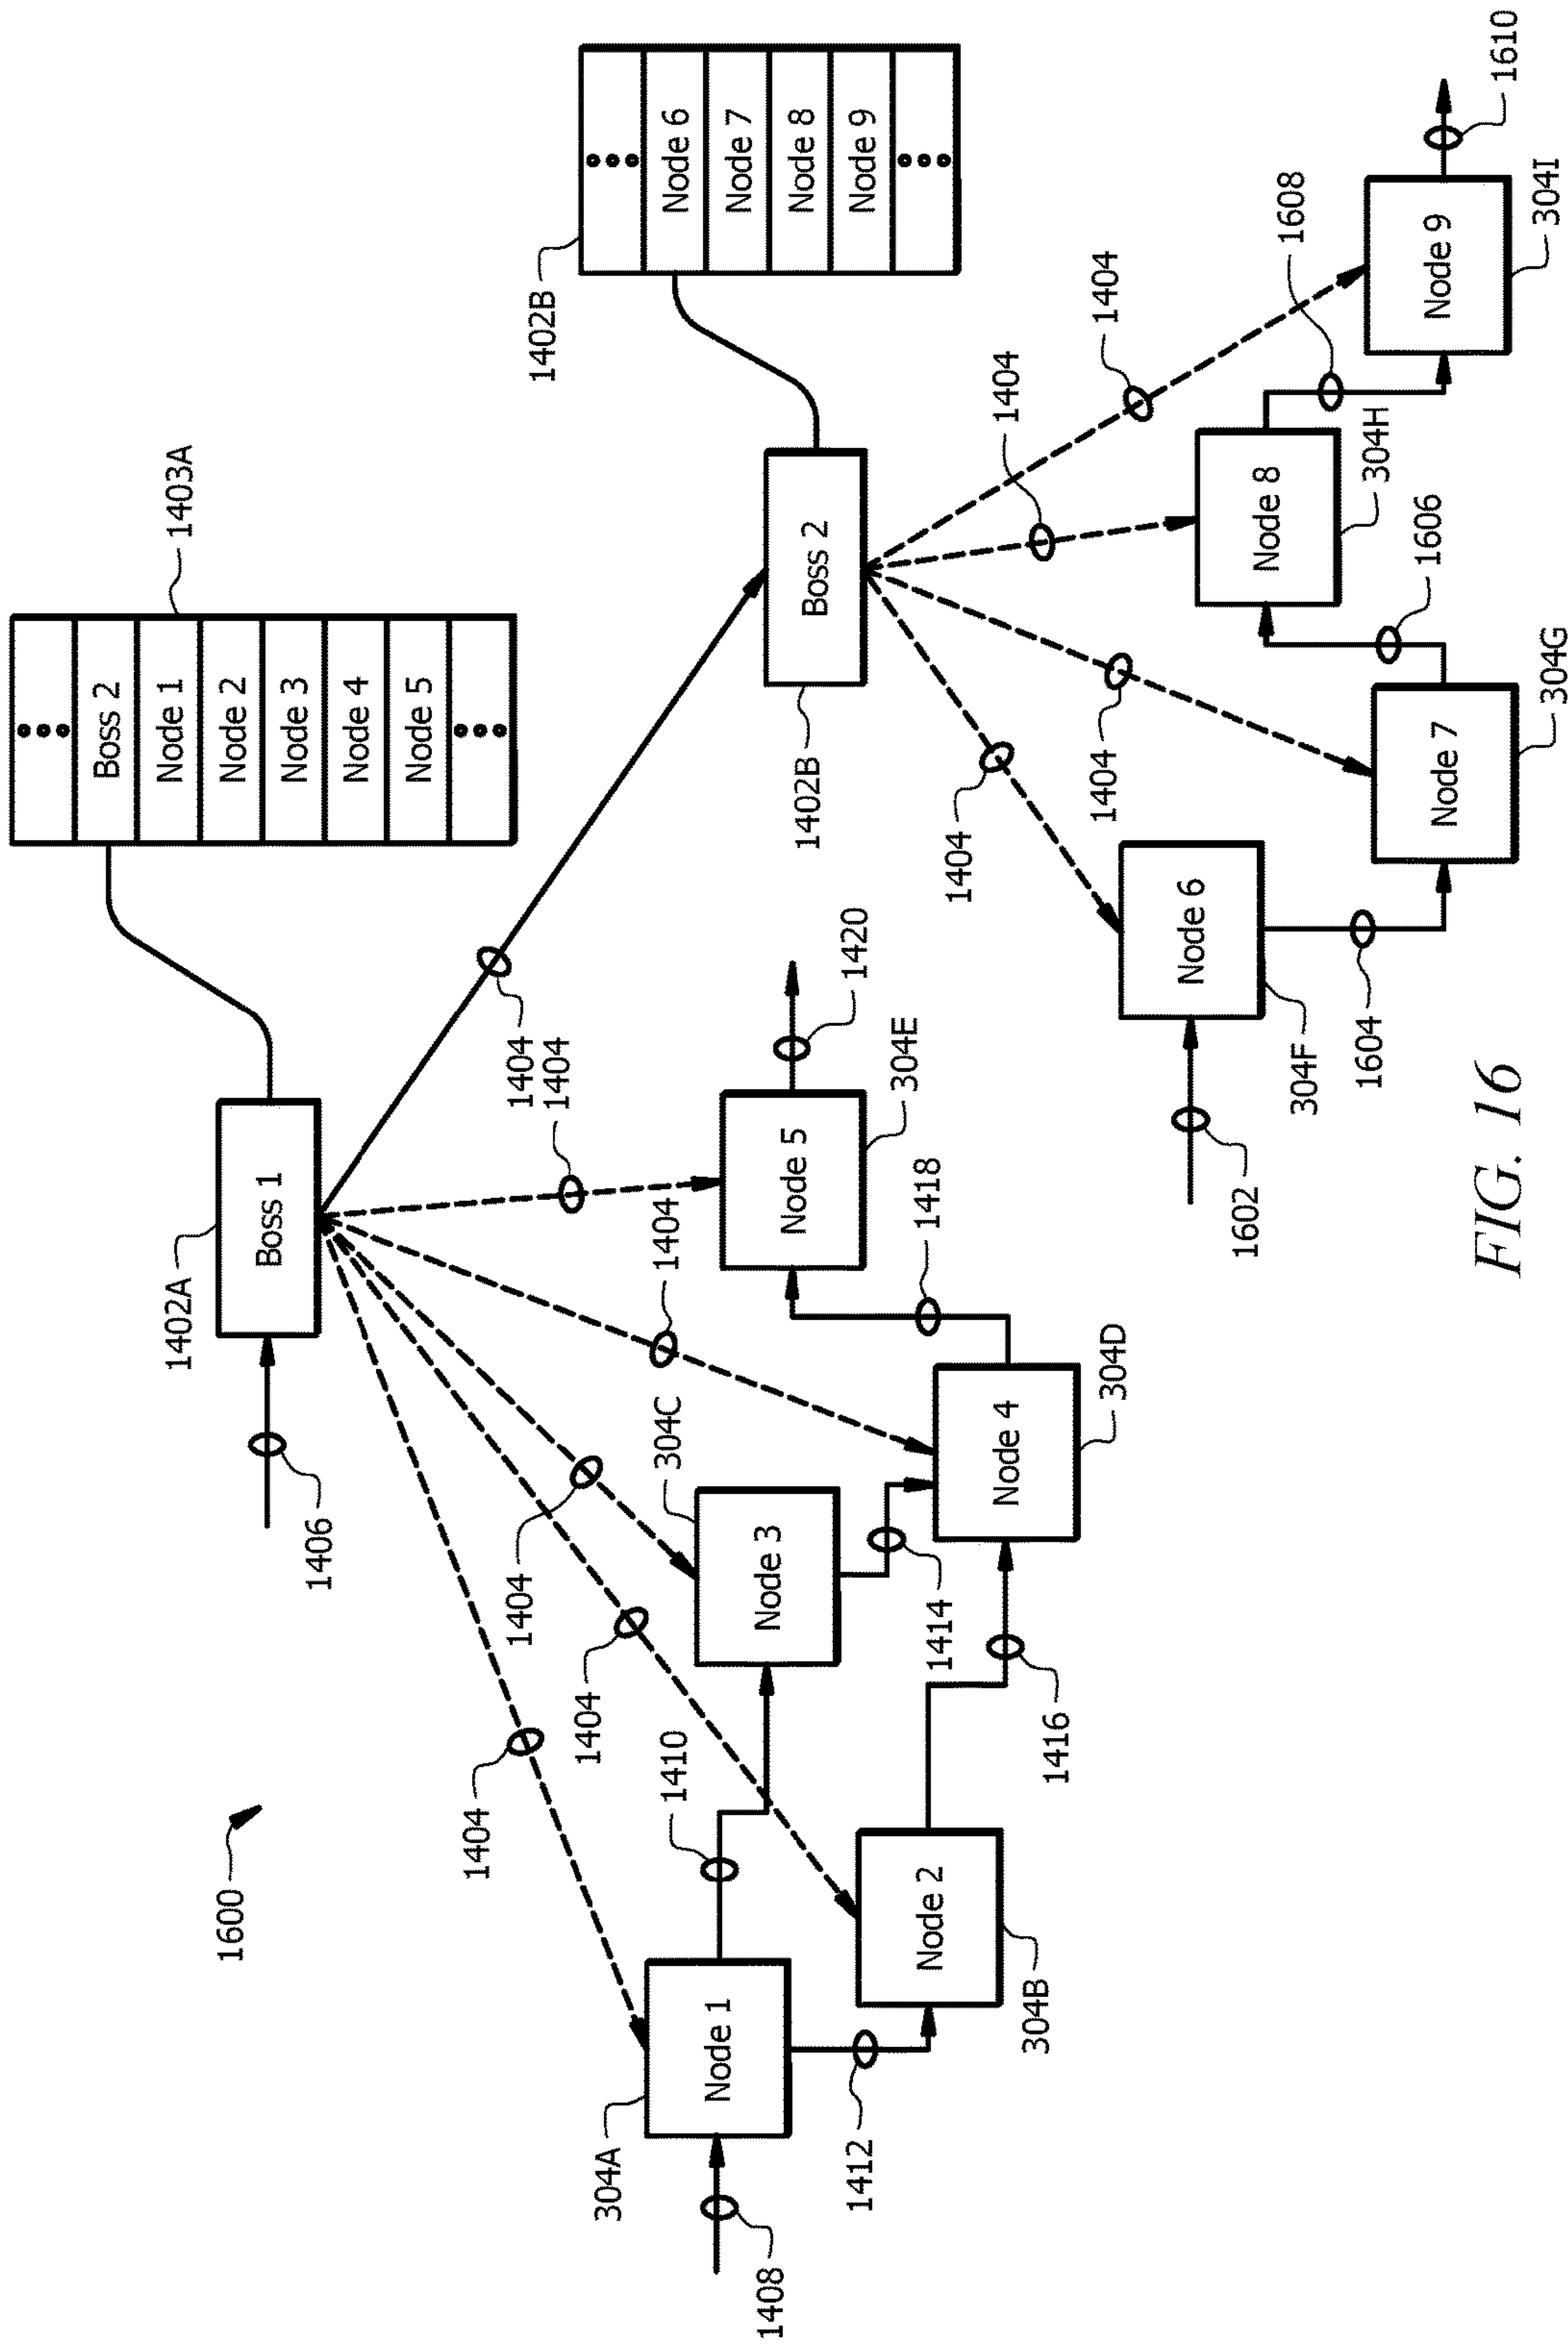 1600
1406
1402A
Boss 1
•••
Boss 2
Node 1
Node 2
Node 3
Node 4
Node 5
•••
1403A
1404
1404
1404
1404
1404
1404
1408
304A
Node 1
1410
1412
Node 2
304B
Node 3
304C
1414
1416
Node 4
304D
1418
Node 5
304E
1420
1402B
Boss 2
1402B
•••
Node 6
Node 7
Node 8
Node 9
•••
1404
1404
1404
1404
1602
Node 6
304F
1604
Node 7
304G
1606
Node 8
304H
1608
Node 9
304I
1610
FIG. 16